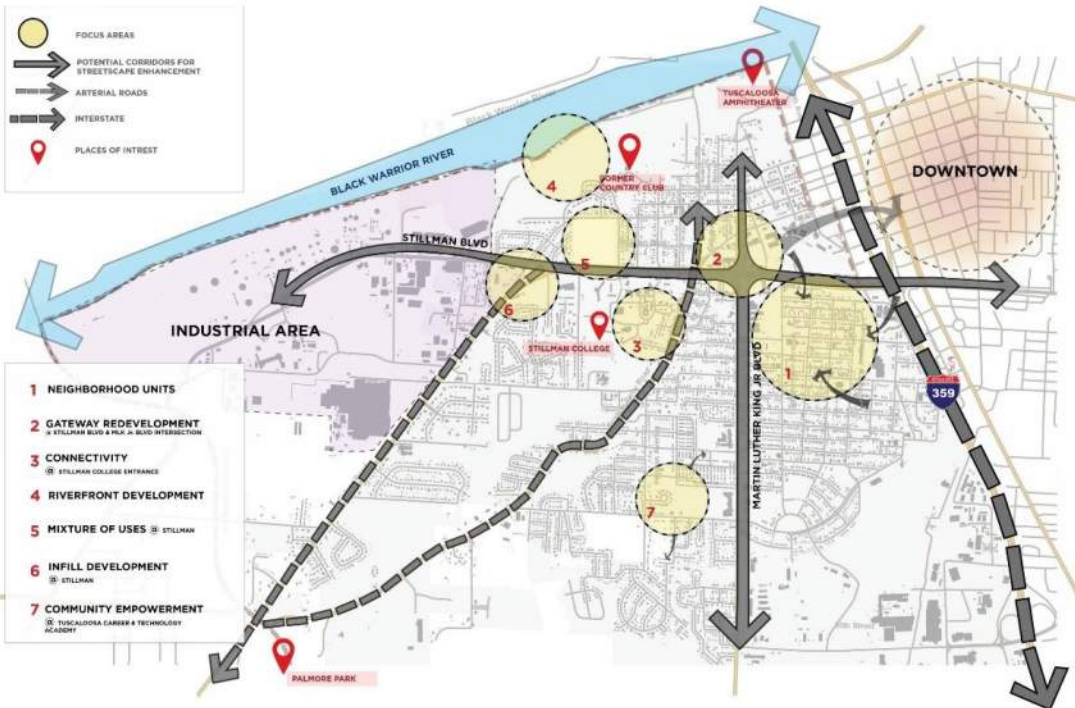 FOCUS AREAS
POTENTIAL CORRIDORS FOR
STREETSCAPE ENHANCEMENT
ARTERIAL ROADS
INTERSTATE
PLACES OF INTREST
Black Warrior River
BLACK WARRIOR RIVER
TUSCALOOSA
AMPHITHEATER
FORMER
COUNTRY CLUB
DOWNTOWN
4
STILLMAN BLVD
5
2
6
INDUSTRIAL AREA
STILLMAN COLLEGE
3
1
MARTIN LUTHER KING JR BLVD
359
7
PALMORE PARK
1 NEIGHBORHOOD UNITS
2 GATEWAY REDEVELOPMENT
@ STILLMAN BLVD & MLK Jr. BLVD INTERSECTION
3 CONNECTIVITY
@ STILLMAN COLLEGE ENTRANCE
4 RIVERFRONT DEVELOPMENT
5 MIXTURE OF USES @ STILLMAN
6 INFILL DEVELOPMENT
@ STILLMAN
7 COMMUNITY EMPOWERMENT
@ TUSCALOOSA CAREER & TECHNOLOGY
ACADEMY